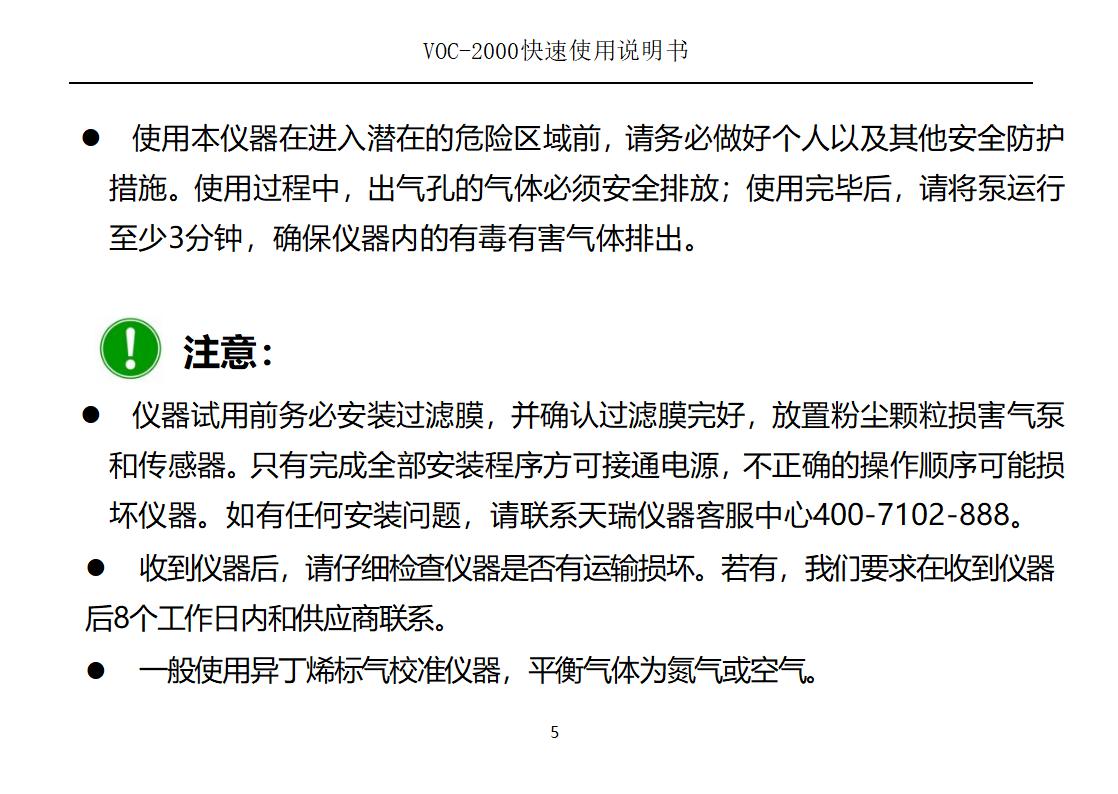 VOC-2000快速使用说明书
● 使用本仪器在进入潜在的危险区域前，请务必做好个人以及其他安全防护
措施。使用过程中，出气孔的气体必须安全排放；使用完毕后，请将泵运行
至少3分钟，确保仪器内的有毒有害气体排出。
注意：
● 仪器试用前务必安装过滤膜，并确认过滤膜完好，放置粉尘颗粒损害气泵
和传感器。只有完成全部安装程序方可接通电源，不正确的操作顺序可能损
坏仪器。如有任何安装问题，请联系天瑞仪器客服中心400-7102-888。
● 收到仪器后，请仔细检查仪器是否有运输损坏。若有，我们要求在收到仪器
后8个工作日内和供应商联系。
● 一般使用异丁烯标气校准仪器，平衡气体为氮气或空气。
5